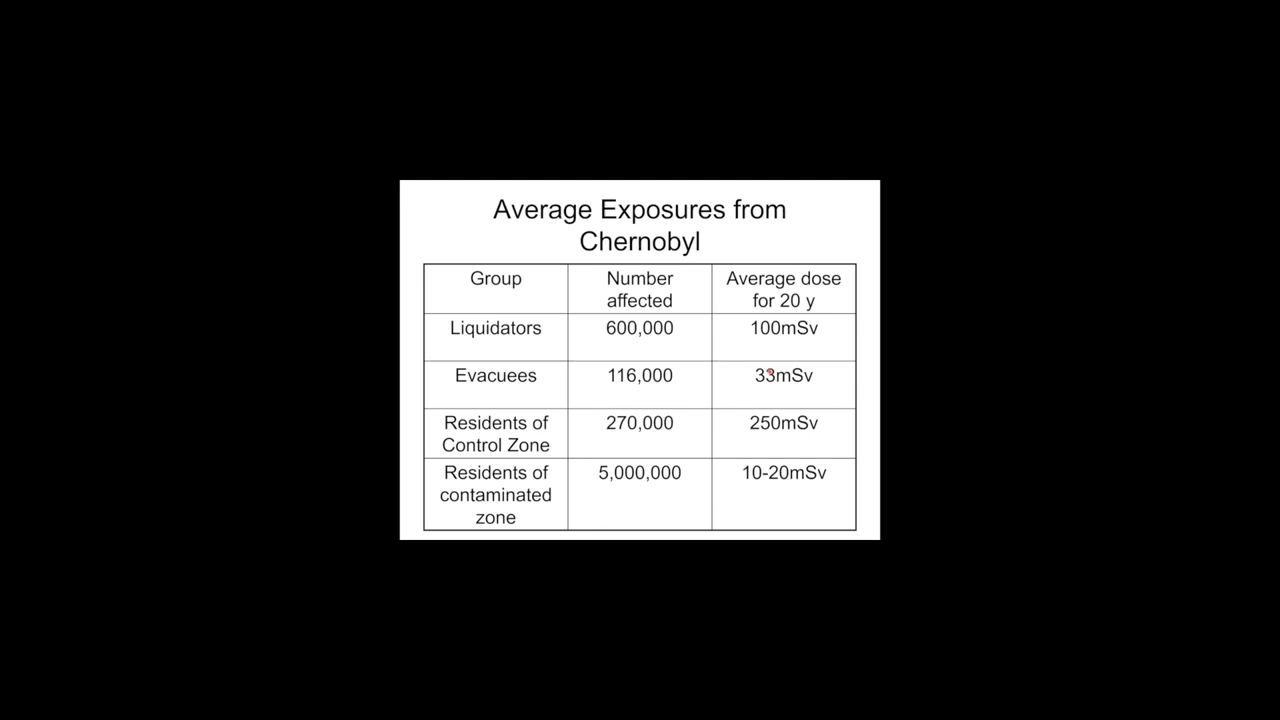 Average Exposures from
Chernobyl
Group
Number
affected
Average dose
for 20 y
Liquidators
600,000
100mSv
Evacuees
116,000
33mSv
Residents of
Control Zone
270,000
250mSv
Residents of
contaminated
zone
5,000,000
10-20mSv